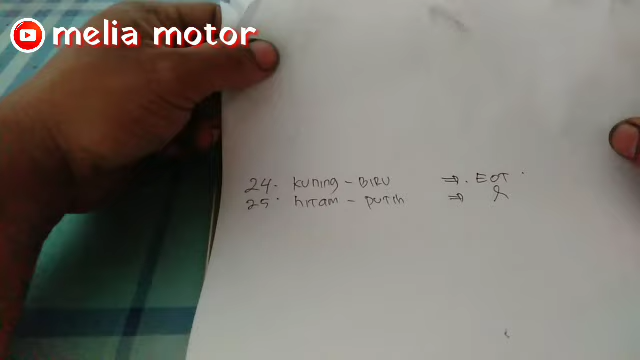 melia motor
24. Kuning - BIRU ⇒. EOT
25. hitam - putih ⇒